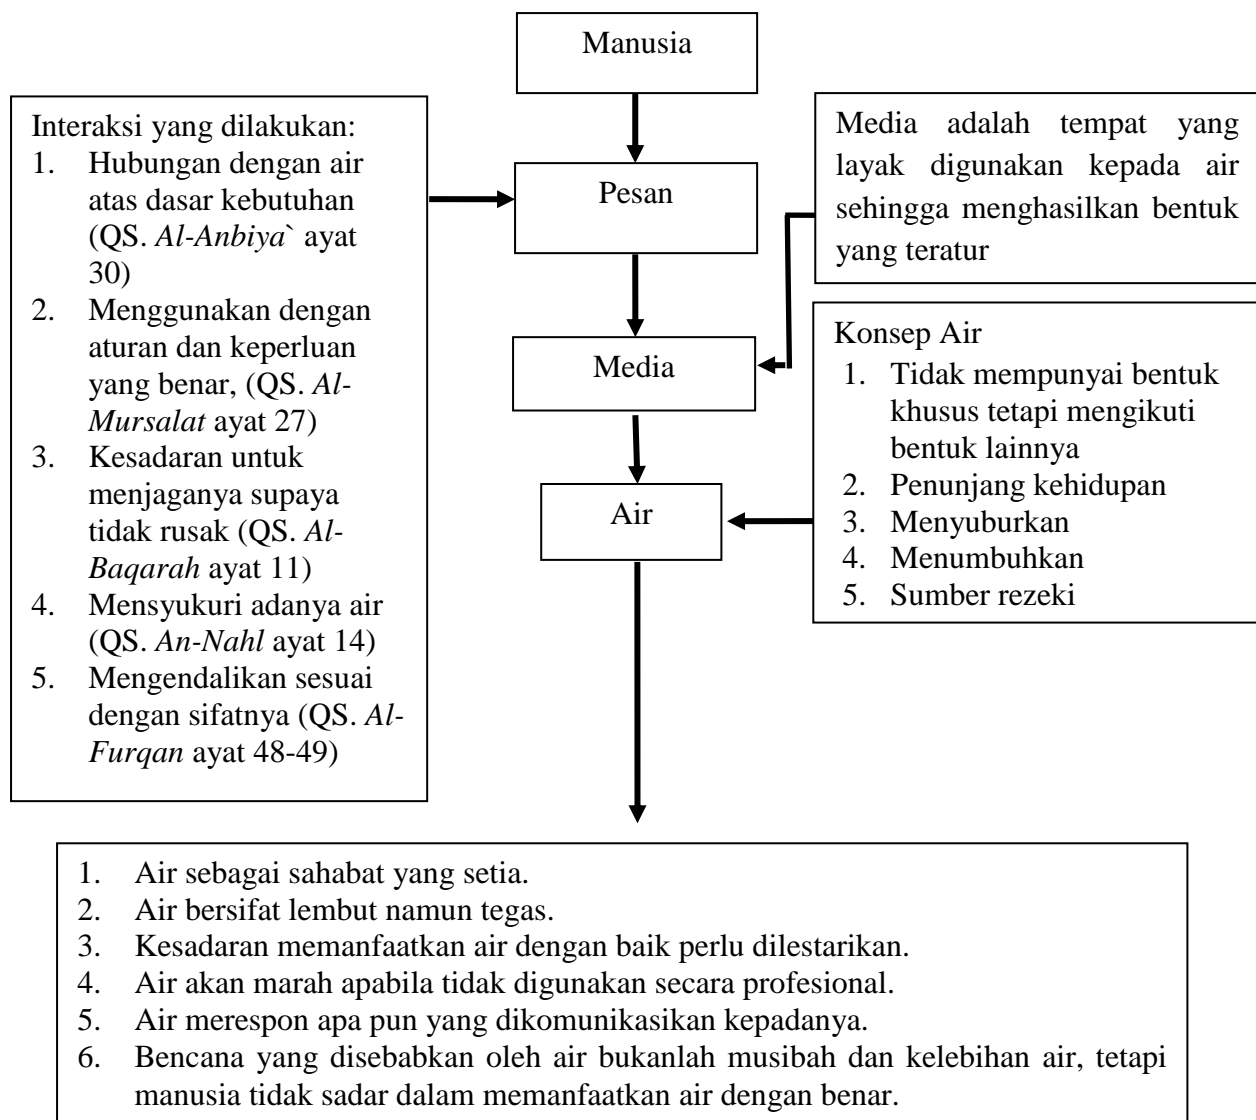 Manusia
Interaksi yang dilakukan:
1. Hubungan dengan air
atas dasar kebutuhan
(QS. Al-Anbiya` ayat
30)
2. Menggunakan dengan
aturan dan keperluan
yang benar, (QS. Al-
Mursalat ayat 27)
3. Kesadaran untuk
menjaganya supaya
tidak rusak (QS. Al-
Baqarah ayat 11)
4. Mensyukuri adanya air
(QS. An-Nahl ayat 14)
5. Mengendalikan sesuai
dengan sifatnya (QS. Al-
Furqan ayat 48-49)
Pesan
Media adalah tempat yang
layak digunakan kepada air
sehingga menghasilkan bentuk
yang teratur
Media
Konsep Air
1. Tidak mempunyai bentuk
khusus tetapi mengikuti
bentuk lainnya
2. Penunjang kehidupan
3. Menyuburkan
4. Menumbuhkan
5. Sumber rezeki
Air
1. Air sebagai sahabat yang setia.
2. Air bersifat lembut namun tegas.
3. Kesadaran memanfaatkan air dengan baik perlu dilestarikan.
4. Air akan marah apabila tidak digunakan secara profesional.
5. Air merespon apa pun yang dikomunikasikan kepadanya.
6. Bencana yang disebabkan oleh air bukanlah musibah dan kelebihan air, tetapi
manusia tidak sadar dalam memanfaatkan air dengan benar.